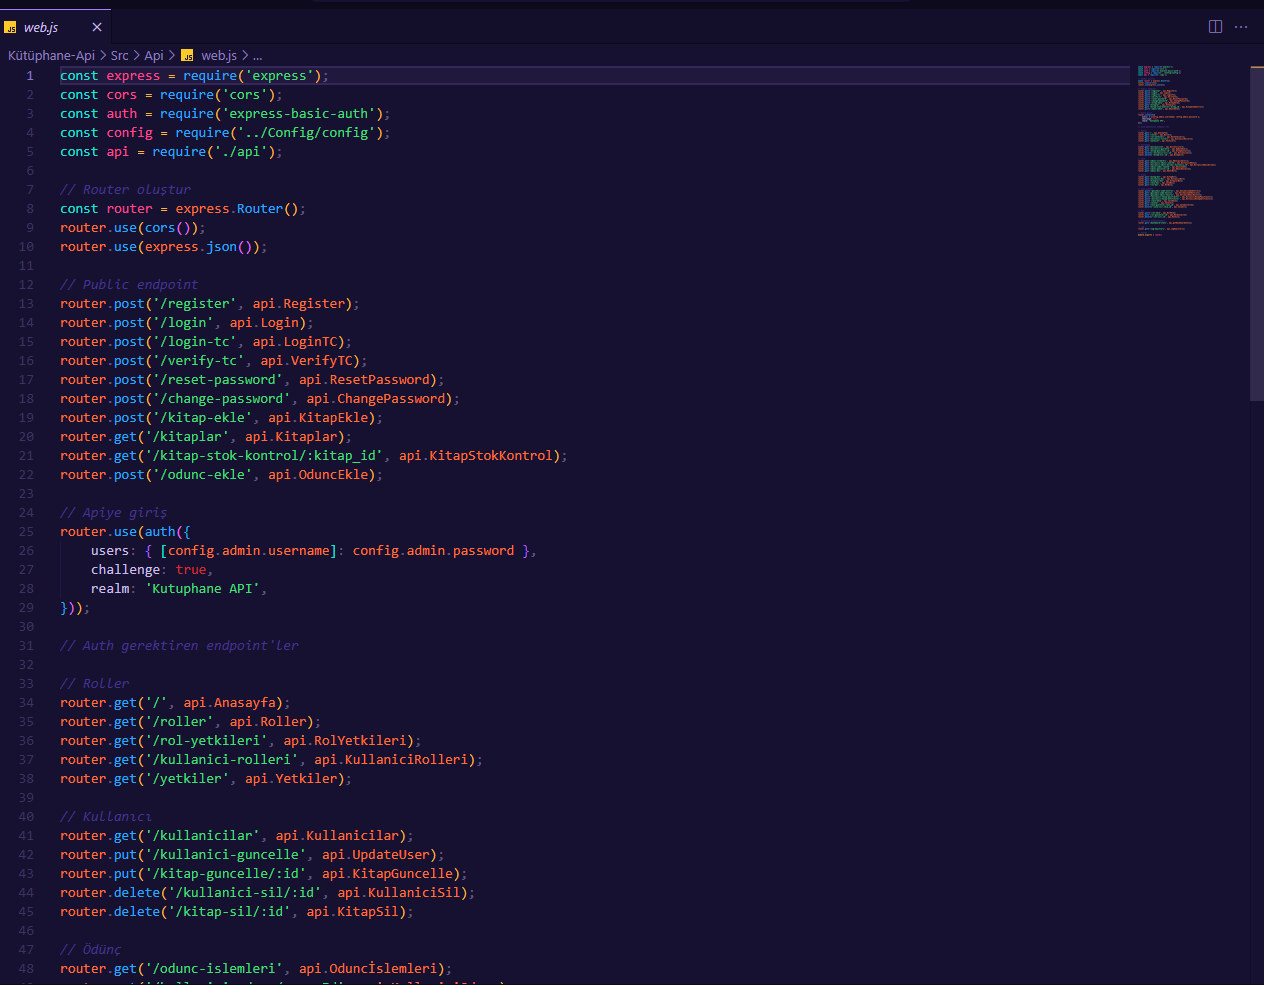 web.js
Kütüphane-Api > Src > Api > web.js > ...
1 const express = require('express');
2 const cors = require('cors');
3 const auth = require('express-basic-auth');
4 const config = require('../Config/config');
5 const api = require('./api');
6
7 // Router oluştur
8 const router = express.Router();
9 router.use(cors());
10 router.use(express.json());
11
12 // Public endpoint
13 router.post('/register', api.Register);
14 router.post('/login', api.Login);
15 router.post('/login-tc', api.LoginTC);
16 router.post('/verify-tc', api.VerifyTC);
17 router.post('/reset-password', api.ResetPassword);
18 router.post('/change-password', api.ChangePassword);
19 router.post('/kitap-ekle', api.KitapEkle);
20 router.get('/kitaplar', api.Kitaplar);
21 router.get('/kitap-stok-kontrol/:kitap_id', api.KitapStokKontrol);
22 router.post('/odunc-ekle', api.OduncEkle);
23
24 // Apiye giriş
25 router.use(auth({
26 users: { [config.admin.username]: config.admin.password },
27 challenge: true,
28 realm: 'Kutuphane API',
29 }));
30
31 // Auth gerektiren endpoint'ler
32
33 // Roller
34 router.get('/', api.Anasayfa);
35 router.get('/roller', api.Roller);
36 router.get('/rol-yetkileri', api.RolYetkileri);
37 router.get('/kullanici-rolleri', api.KullaniciRolleri);
38 router.get('/yetkiler', api.Yetkiler);
39
40 // Kullanıcı
41 router.get('/kullanicilar', api.Kullanicilar);
42 router.put('/kullanici-guncelle', api.UpdateUser);
43 router.put('/kitap-guncelle/:id', api.KitapGuncelle);
44 router.delete('/kullanici-sil/:id', api.KullaniciSil);
45 router.delete('/kitap-sil/:id', api.KitapSil);
46
47 // Ödünç
48 router.get('/odunc-islemleri', api.Oduncİslemleri);